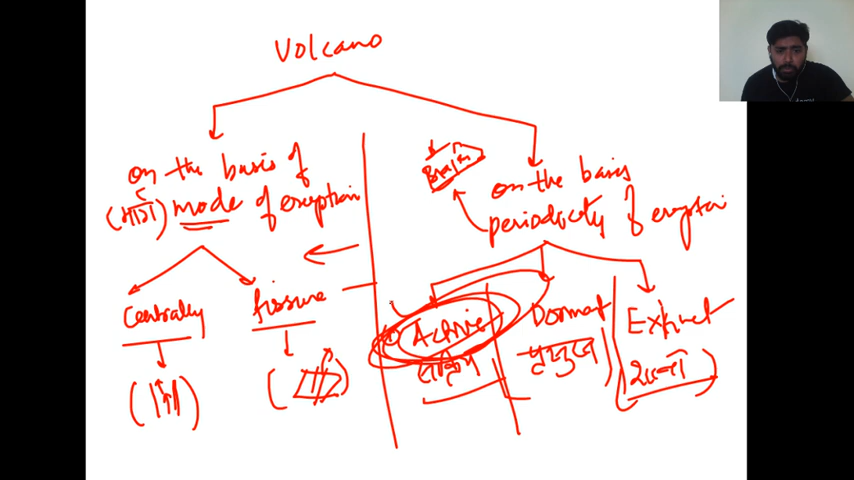 Volcano
on the basis of
(मार्ग) mode of eruption
on the basis
periodicity of eruption
Centrally
fissure
Active
सक्रिय
Dormant
प्रसुप्त
Extinct